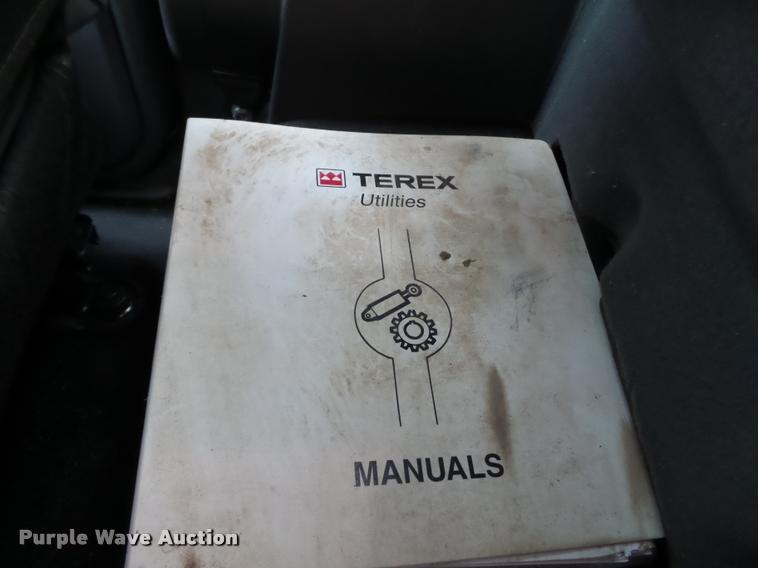 TEREX
Utilities
MANUALS
Purple Wave Auction